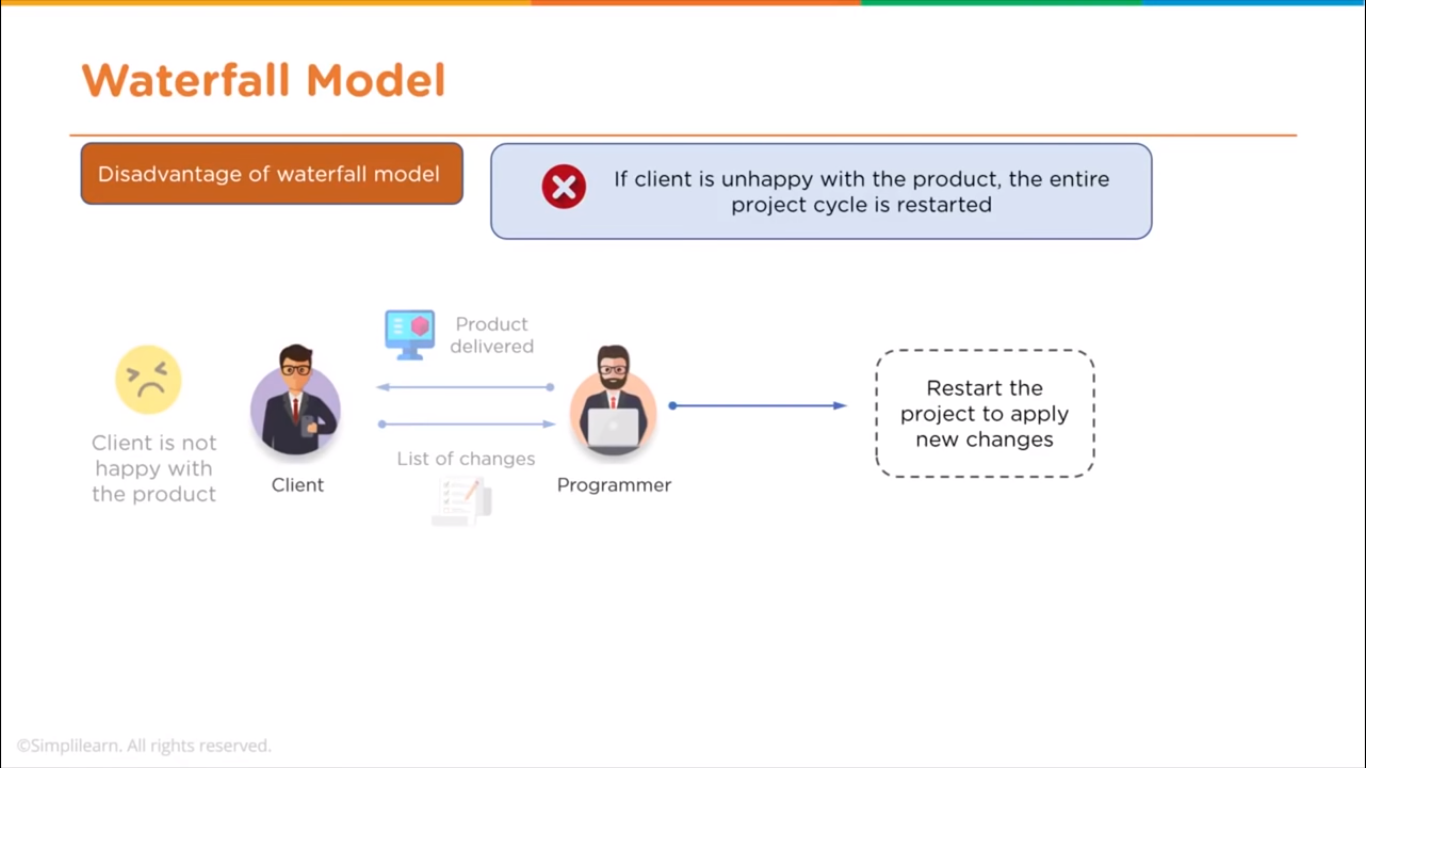 Waterfall Model
Disadvantage of waterfall model
If client is unhappy with the product, the entire
project cycle is restarted
Product
delivered
Client is not
happy with
the product
List of changes
Client
Programmer
Restart the
project to apply
new changes
©Simplilearn. All rights reserved.